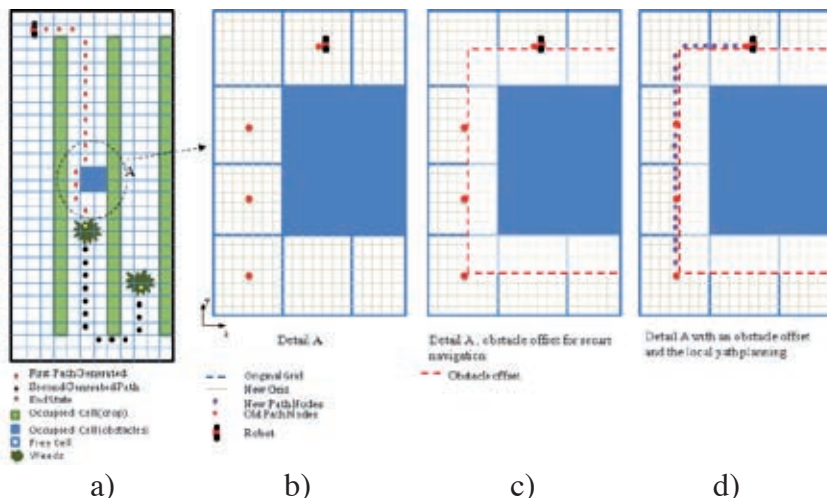 A
Y
x
Detail A
Detail A , obstacle offset for secure
navigation
Detail A with an obstacle offset
and the local path planning
First Path Generated
Second Generated Path
End State
Occupied Cell(crop)
Occupied Cell(obstacles)
Free Cell
Weeds
Original Grid
New Grid
New Path Nodes
Old Path Nodes
Robot
Obstacle offset
a)
b)
c)
d)